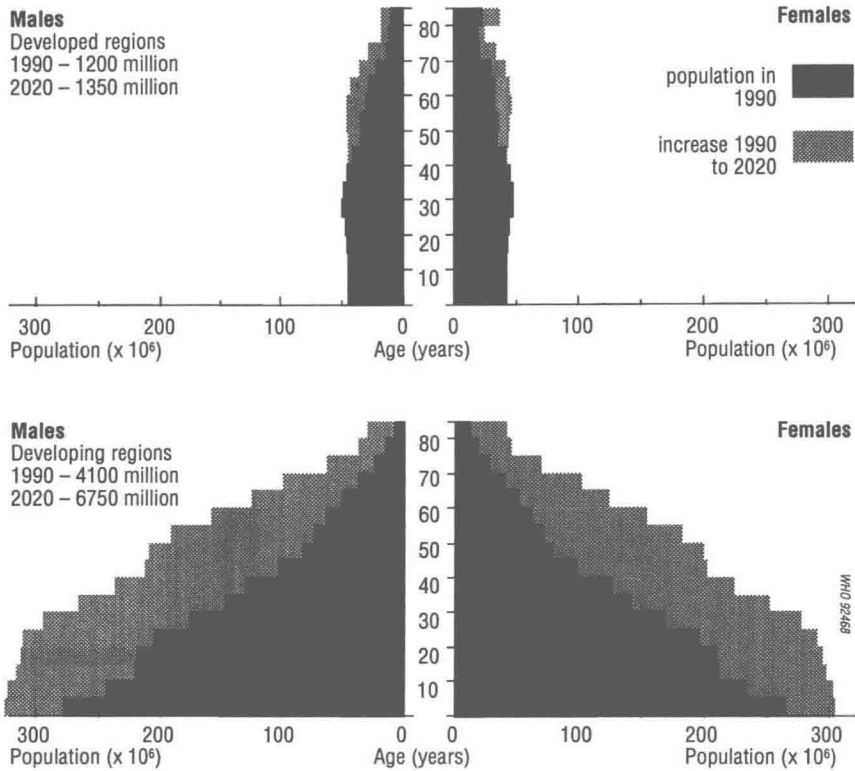 Males
Developed regions
1990 – 1200 million
2020 – 1350 million
Females
population in
1990
increase 1990
to 2020
80
70
60
50
40
30
20
10
300 200 100 0 0 100 200 300
Population (x 10⁶) Age (years) Population (x 10⁶)
Males
Developing regions
1990 – 4100 million
2020 – 6750 million
Females
80
70
60
50
40
30
20
10
WHO 92468
300 200 100 0 0 100 200 300
Population (x 10⁶) Age (years) Population (x 10⁶)